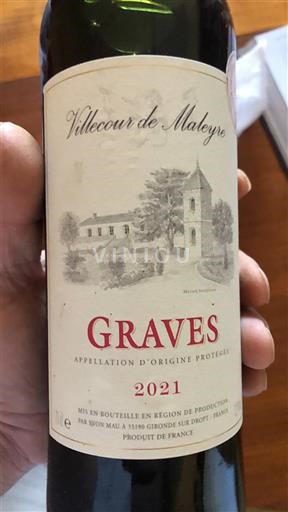 Villecour de Maleyre
VINIOU
GRAVES
APPELLATION D'ORIGINE PROTÉGÉE
2021
MIS EN BOUTEILLE EN RÉGION DE PRODUCTION
PAR YVON MAU À 33190 GIRONDE SUR DROPT - FRANCE
PRODUIT DE FRANCE